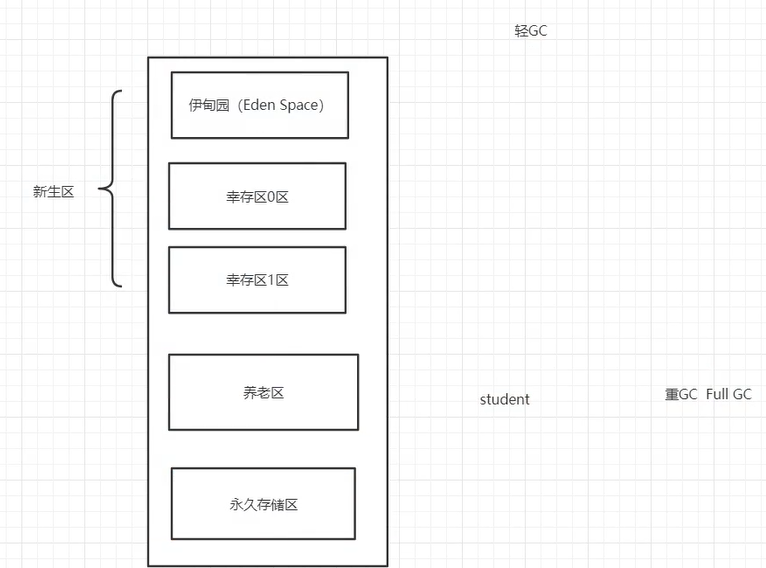 轻GC
伊甸园（Eden Space）
新生区
幸存区0区
幸存区1区
养老区
student
重GC Full GC
永久存储区